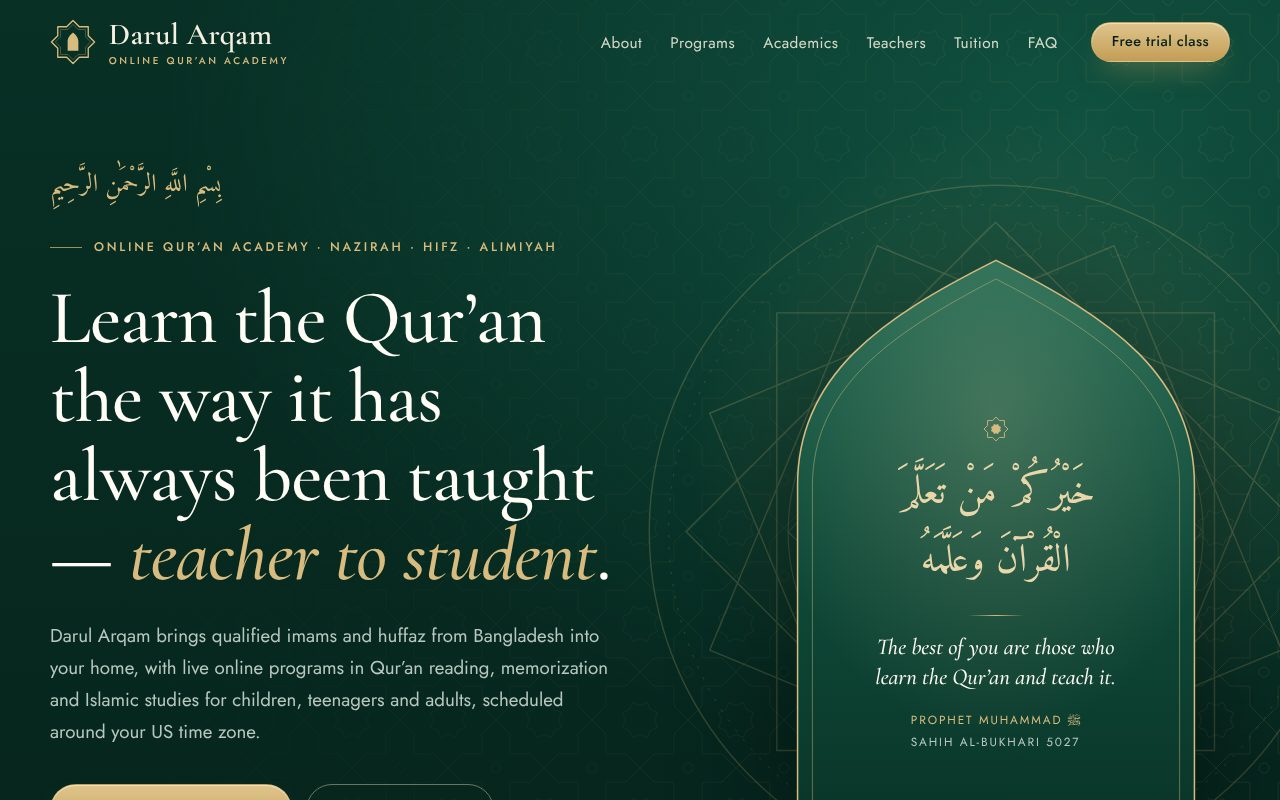 Darul Arqam
ONLINE QUR’AN ACADEMY
About Programs Academics Teachers Tuition FAQ Free trial class
بِسْمِ اللَّهِ الرَّحْمَٰنِ الرَّحِيمِ
ONLINE QUR’AN ACADEMY · NAZIRAH · HIFZ · ALIMIYAH
Learn the Qur’an
the way it has
always been taught
— teacher to student.
Darul Arqam brings qualified imams and huffaz from Bangladesh into
your home, with live online programs in Qur’an reading, memorization
and Islamic studies for children, teenagers and adults, scheduled
around your US time zone.
خَيْرُكُمْ مَنْ تَعَلَّمَ
الْقُرْآنَ وَعَلَّمَهُ
The best of you are those who
learn the Qur’an and teach it.
PROPHET MUHAMMAD ﷺ
SAHIH AL-BUKHARI 5027